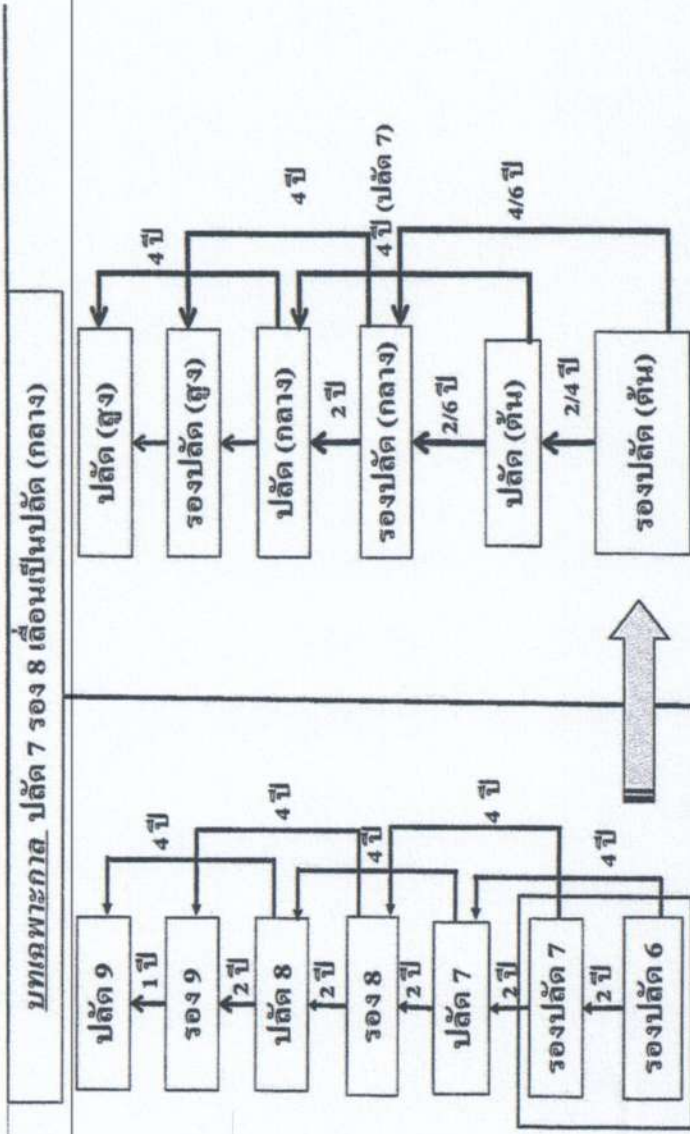 บทเฉพาะกาล ปลัด 7 รอง 8 เลื่อนเป็นปลัด (กลาง)
ปลัด 9
1 ปี
4 ปี
รอง 9
2 ปี
4 ปี
ปลัด 8
2 ปี
4 ปี
รอง 8
2 ปี
4 ปี
ปลัด 7
2 ปี
4 ปี
รองปลัด 7
2 ปี
รองปลัด 6
ปลัด (สูง)
4 ปี
รองปลัด (สูง)
4 ปี
ปลัด (กลาง)
2 ปี
4 ปี (ปลัด 7)
รองปลัด (กลาง)
2/6 ปี
4/6 ปี
ปลัด (ต้น)
2/4 ปี
รองปลัด (ต้น)